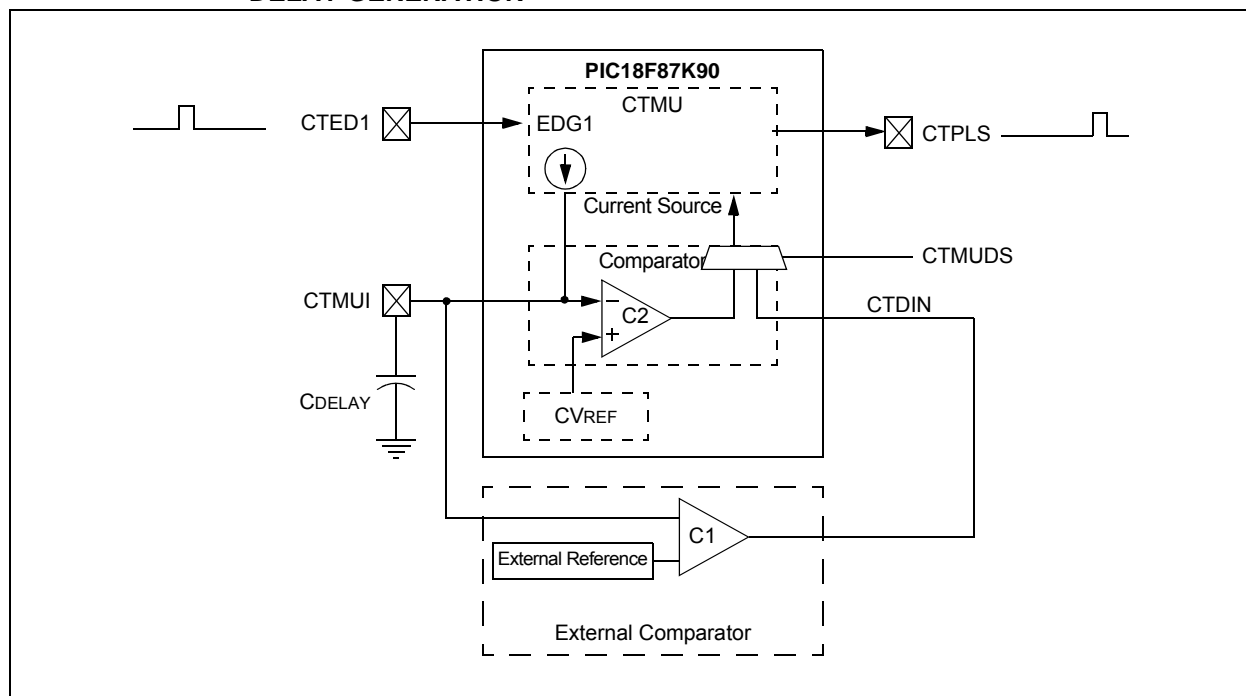 DELAY GENERATION
PIC18F87K90
CTMU
CTED1
EDG1
CTPLS
Current Source
Comparator
CTMUDS
CTMUI
C2
−
+
CTDIN
CDELAY
CVREF
C1
External Reference
External Comparator